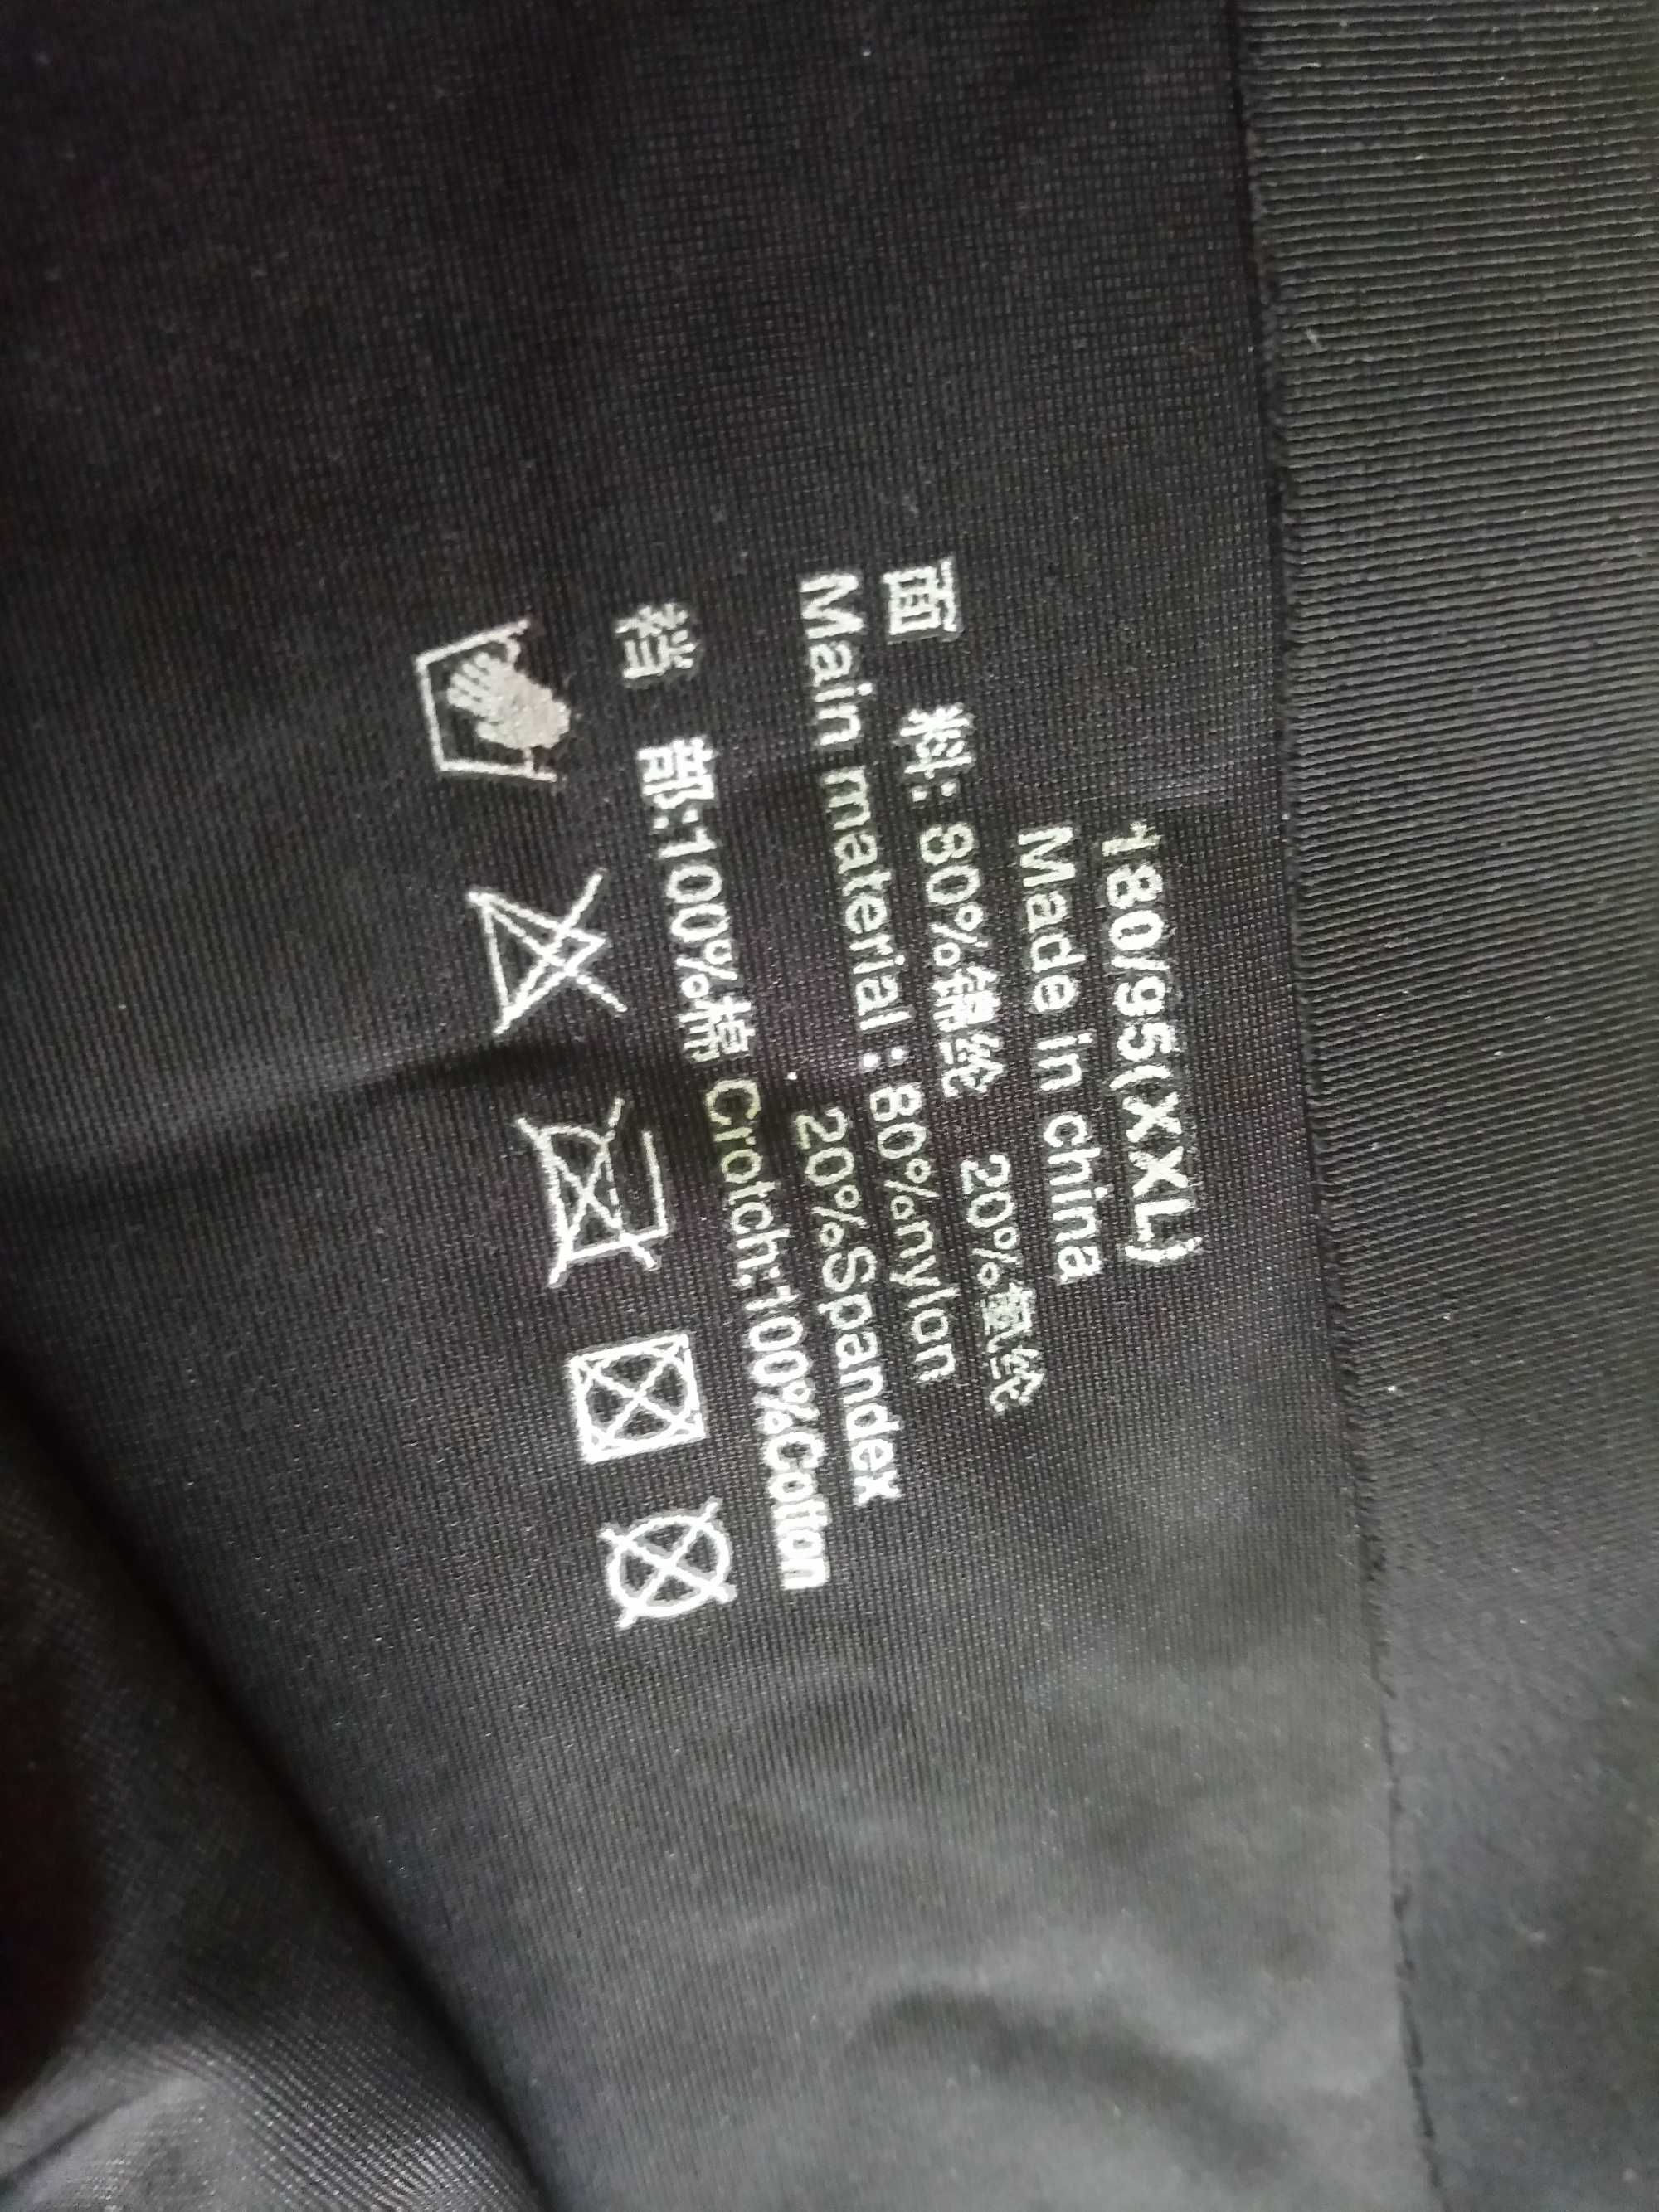 180/95(XXL)
Made in china
面 料: 80%锦纶 20%氨纶
Main material : 80%nylon
20%Spandex
裆 部:100%棉 Crotch:100%Cotton